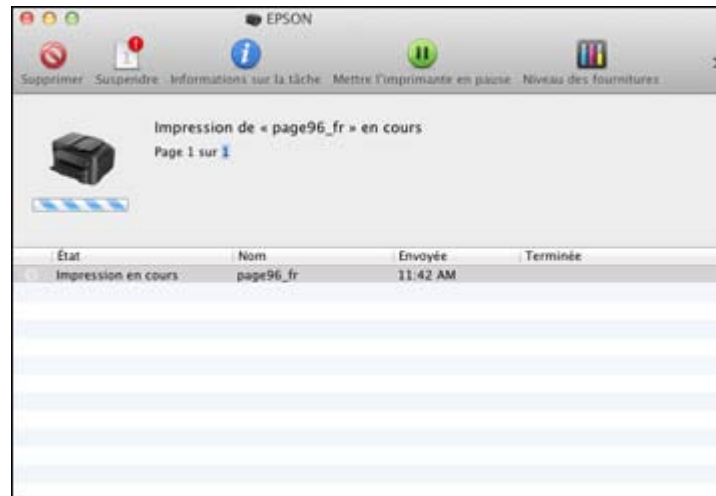 EPSON
Supprimer Suspendre Informations sur la tâche Mettre l'imprimante en pause Niveau des fournitures
Impression de « page96_fr » en cours
Page 1 sur 1
État Nom Envoyée Terminée
Impression en cours page96_fr 11:42 AM